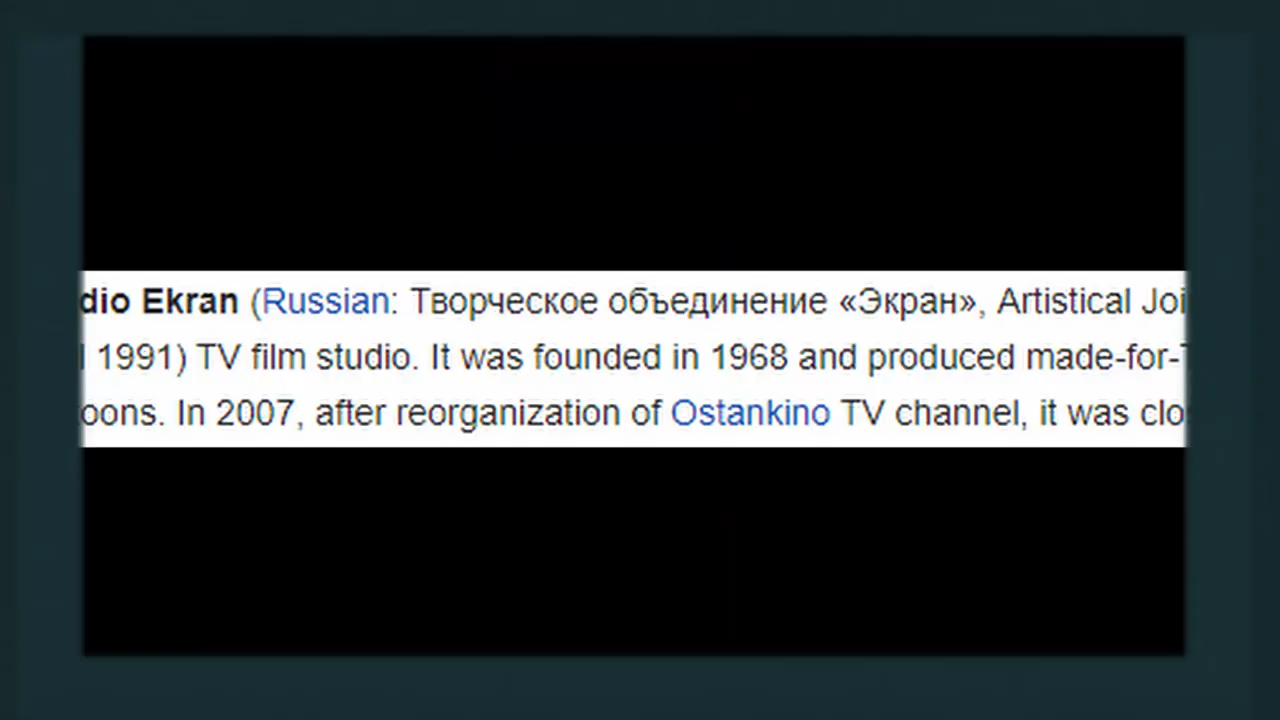 dio Ekran (Russian: Творческое объединение «Экран», Artistical Joi
1991) TV film studio. It was founded in 1968 and produced made-for-
oons. In 2007, after reorganization of Ostankino TV channel, it was clo